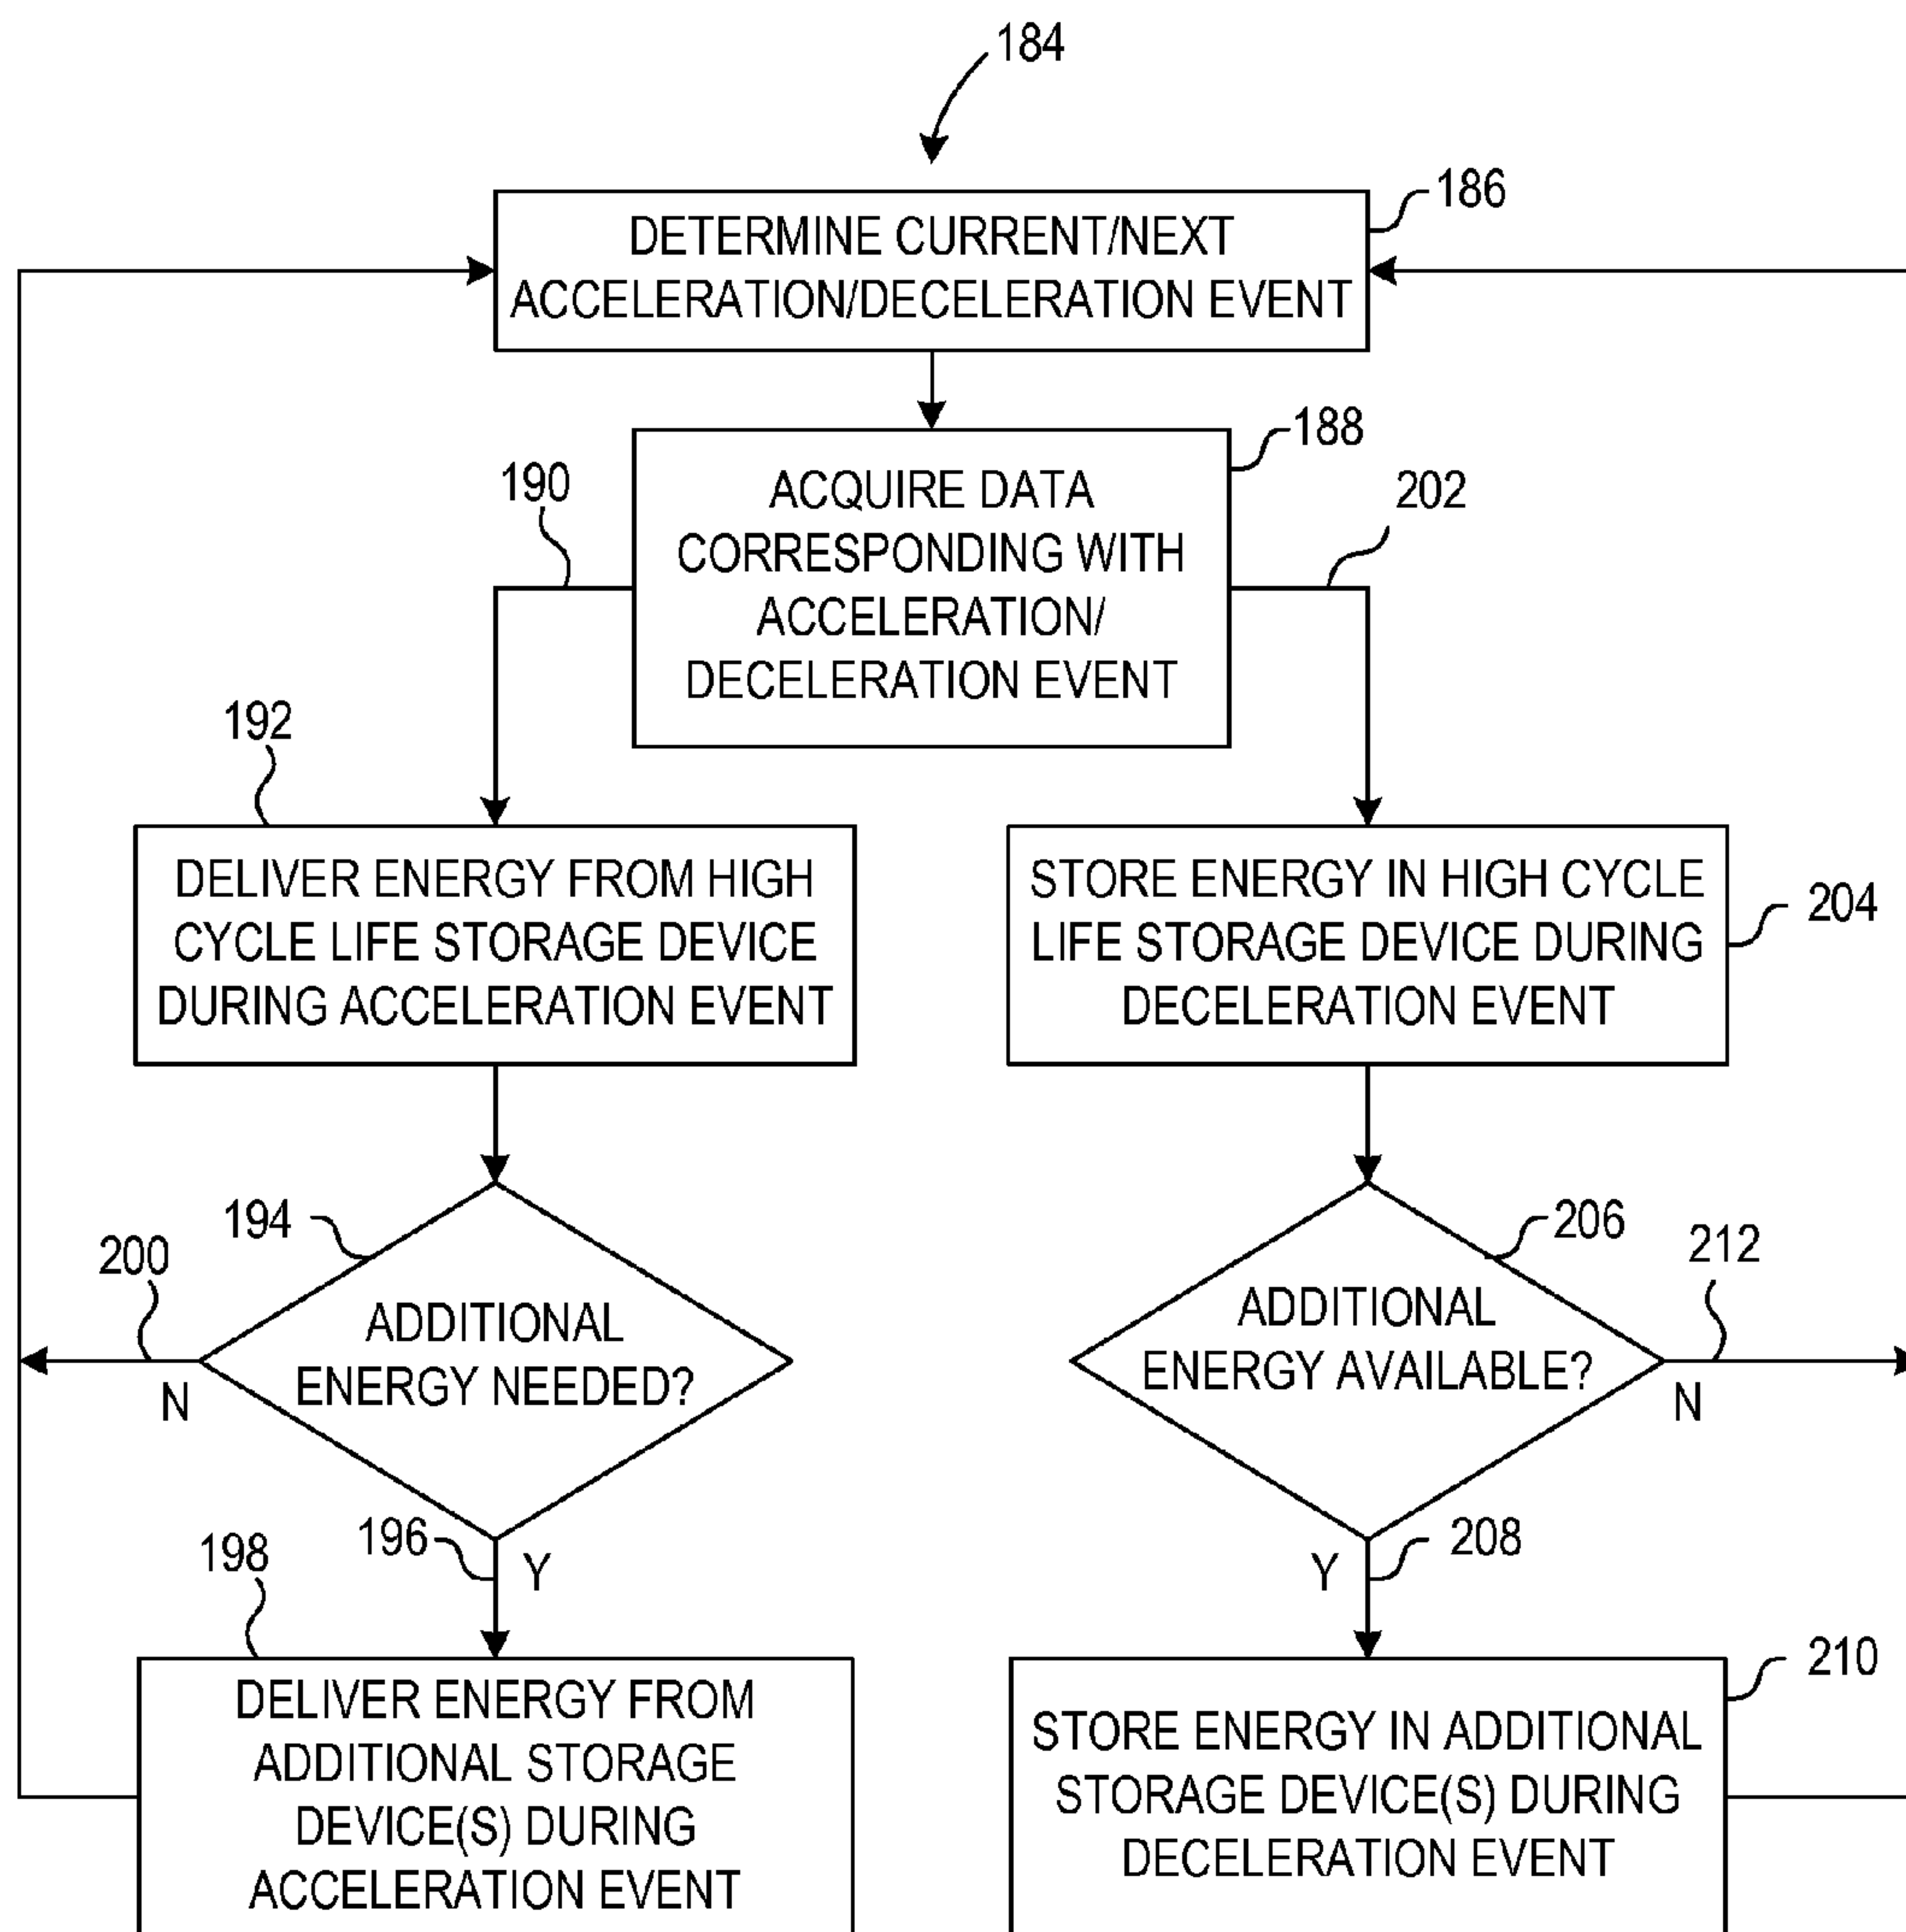 184
186
DETERMINE CURRENT/NEXT
ACCELERATION/DECELERATION EVENT
188
190
202
ACQUIRE DATA
CORRESPONDING WITH
ACCELERATION/
DECELERATION EVENT
192
DELIVER ENERGY FROM HIGH
CYCLE LIFE STORAGE DEVICE
DURING ACCELERATION EVENT
STORE ENERGY IN HIGH CYCLE
LIFE STORAGE DEVICE DURING
DECELERATION EVENT
204
194
200
ADDITIONAL
ENERGY NEEDED?
N
206
212
ADDITIONAL
ENERGY AVAILABLE?
N
196
Y
198
208
Y
DELIVER ENERGY FROM
ADDITIONAL STORAGE
DEVICE(S) DURING
ACCELERATION EVENT
210
STORE ENERGY IN ADDITIONAL
STORAGE DEVICE(S) DURING
DECELERATION EVENT